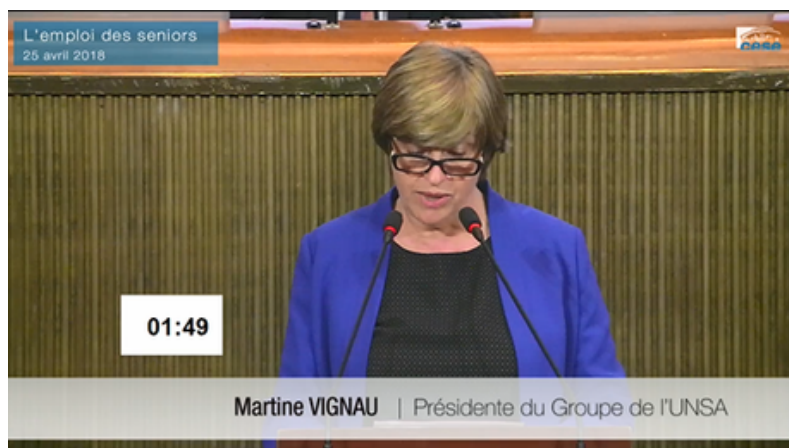 L'emploi des seniors
25 avril 2018
cese
01:49
Martine VIGNAU | Présidente du Groupe de l'UNSA